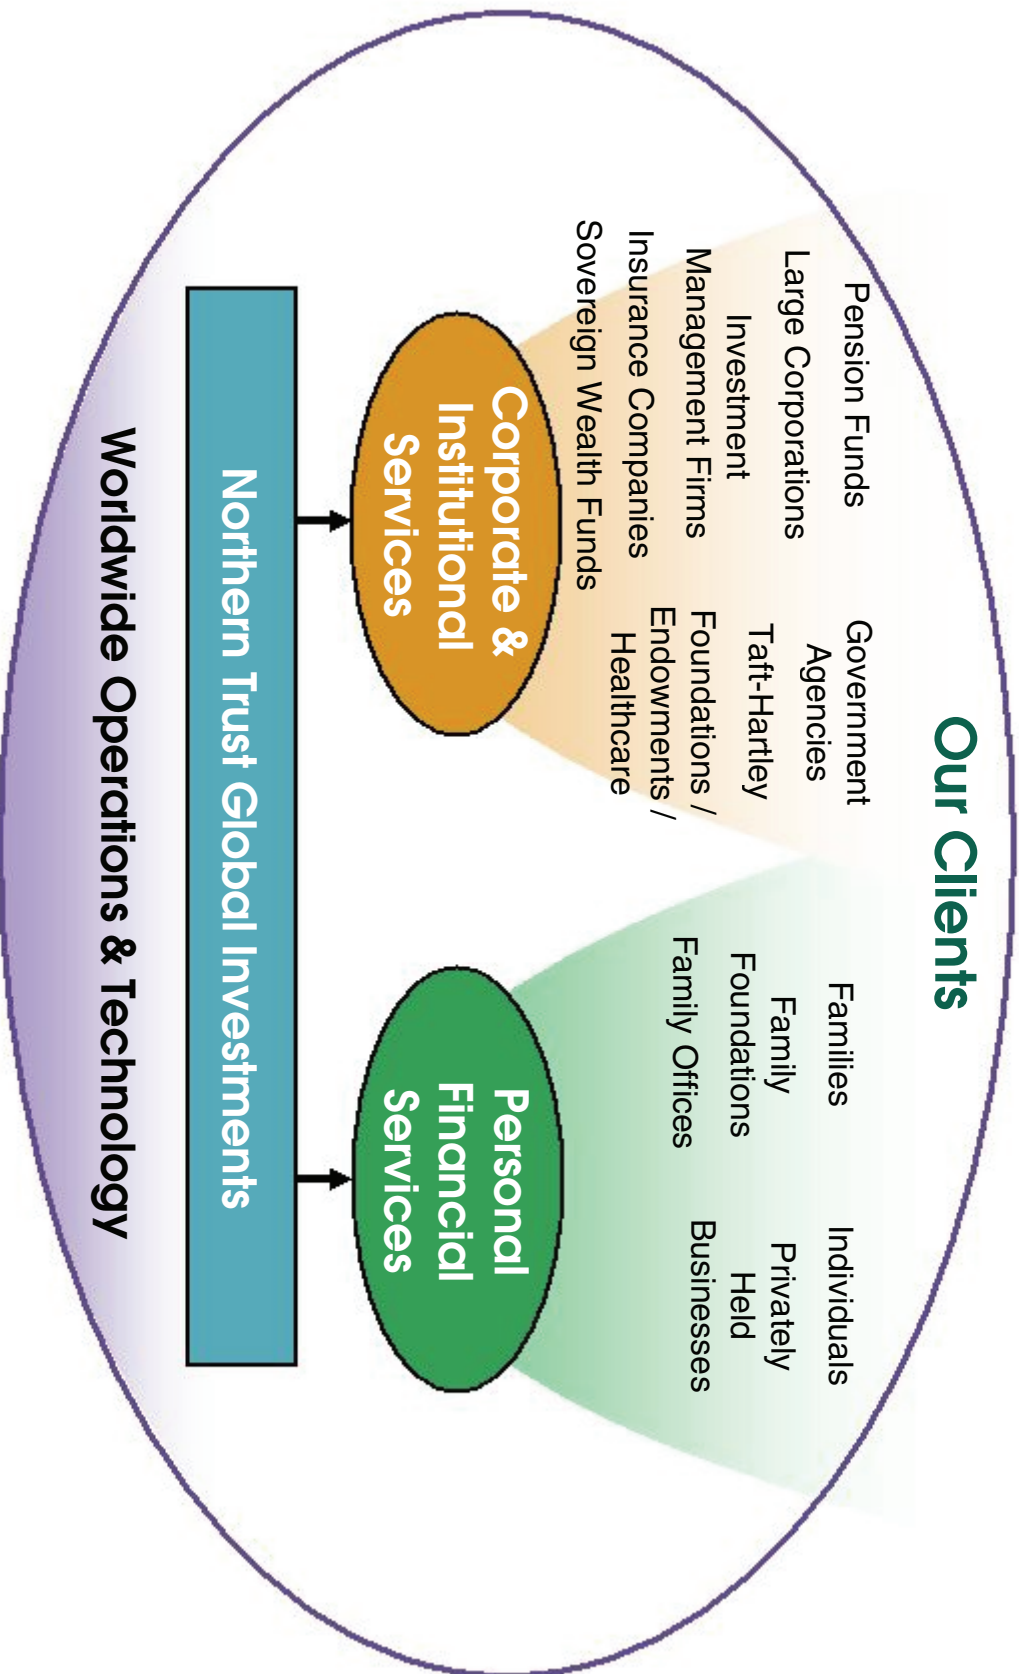 Our Clients
Pension Funds
Large Corporations
Investment
Management Firms
Insurance Companies
Sovereign Wealth Funds
Government
Agencies
Taft-Hartley
Foundations /
Endowments /
Healthcare
Families
Family
Foundations
Family Offices
Individuals
Privately
Held
Businesses
Corporate &
Institutional
Services
Personal
Financial
Services
Northern Trust Global Investments
Worldwide Operations & Technology